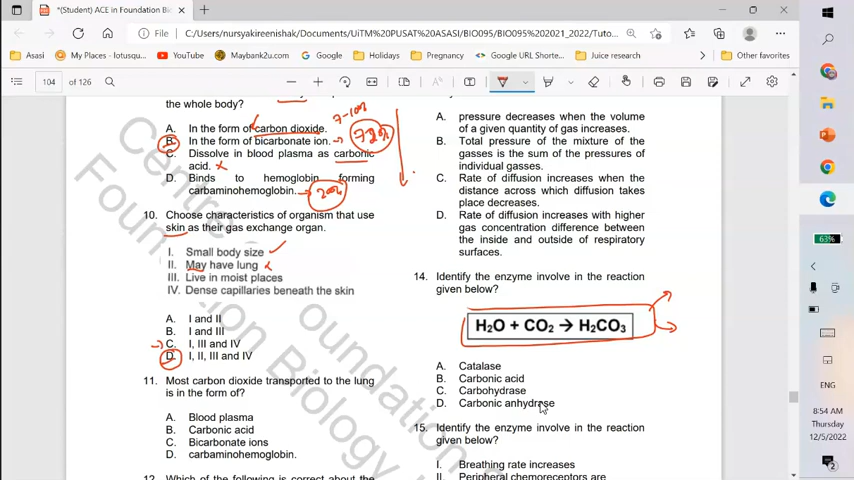 *(Student) ACE in Foundation Bi
File
C:/Users/nursyakireenishak/Documents/UiTM%20PUSAT%20ASASI/BIO095/BIO095%202021_2022/Tuto...
Asasi
My Places - lotusqu...
YouTube
Maybank2u.com
Google
Holidays
Pregnancy
Google URL Shorte...
Juice research
Other favorites
104 of 126
the whole body?
A. In the form of carbon dioxide.
7-10%
B. In the form of bicarbonate ion.
72%
C. Dissolve in blood plasma as carbonic
acid.
D. Binds to hemoglobin forming
carbaminohemoglobin.
20%
10. Choose characteristics of organism that use
skin as their gas exchange organ.
I. Small body size
II. May have lung
III. Live in moist places
IV. Dense capillaries beneath the skin
A. I and II
B. I and III
C. I, III and IV
D. I, II, III and IV
11. Most carbon dioxide transported to the lung
is in the form of?
A. Blood plasma
B. Carbonic acid
C. Bicarbonate ions
D. carbaminohemoglobin.
12. Which of the following is correct about the
A. pressure decreases when the volume
of a given quantity of gas increases.
B. Total pressure of the mixture of the
gasses is the sum of the pressures of
individual gasses.
C. Rate of diffusion increases when the
distance across which diffusion takes
place decreases.
D. Rate of diffusion increases with higher
gas concentration difference between
the inside and outside of respiratory
surfaces.
14. Identify the enzyme involve in the reaction
given below?
H₂O + CO₂ → H₂CO₃
A. Catalase
B. Carbonic acid
C. Carbohydrase
D. Carbonic anhydrase
15. Identify the enzyme involve in the reaction
given below?
I. Breathing rate increases
II. Peripheral chemoreceptors are
Centre
Foundation Biology
63%
ENG
8:54 AM
Thursday
12/5/2022
2